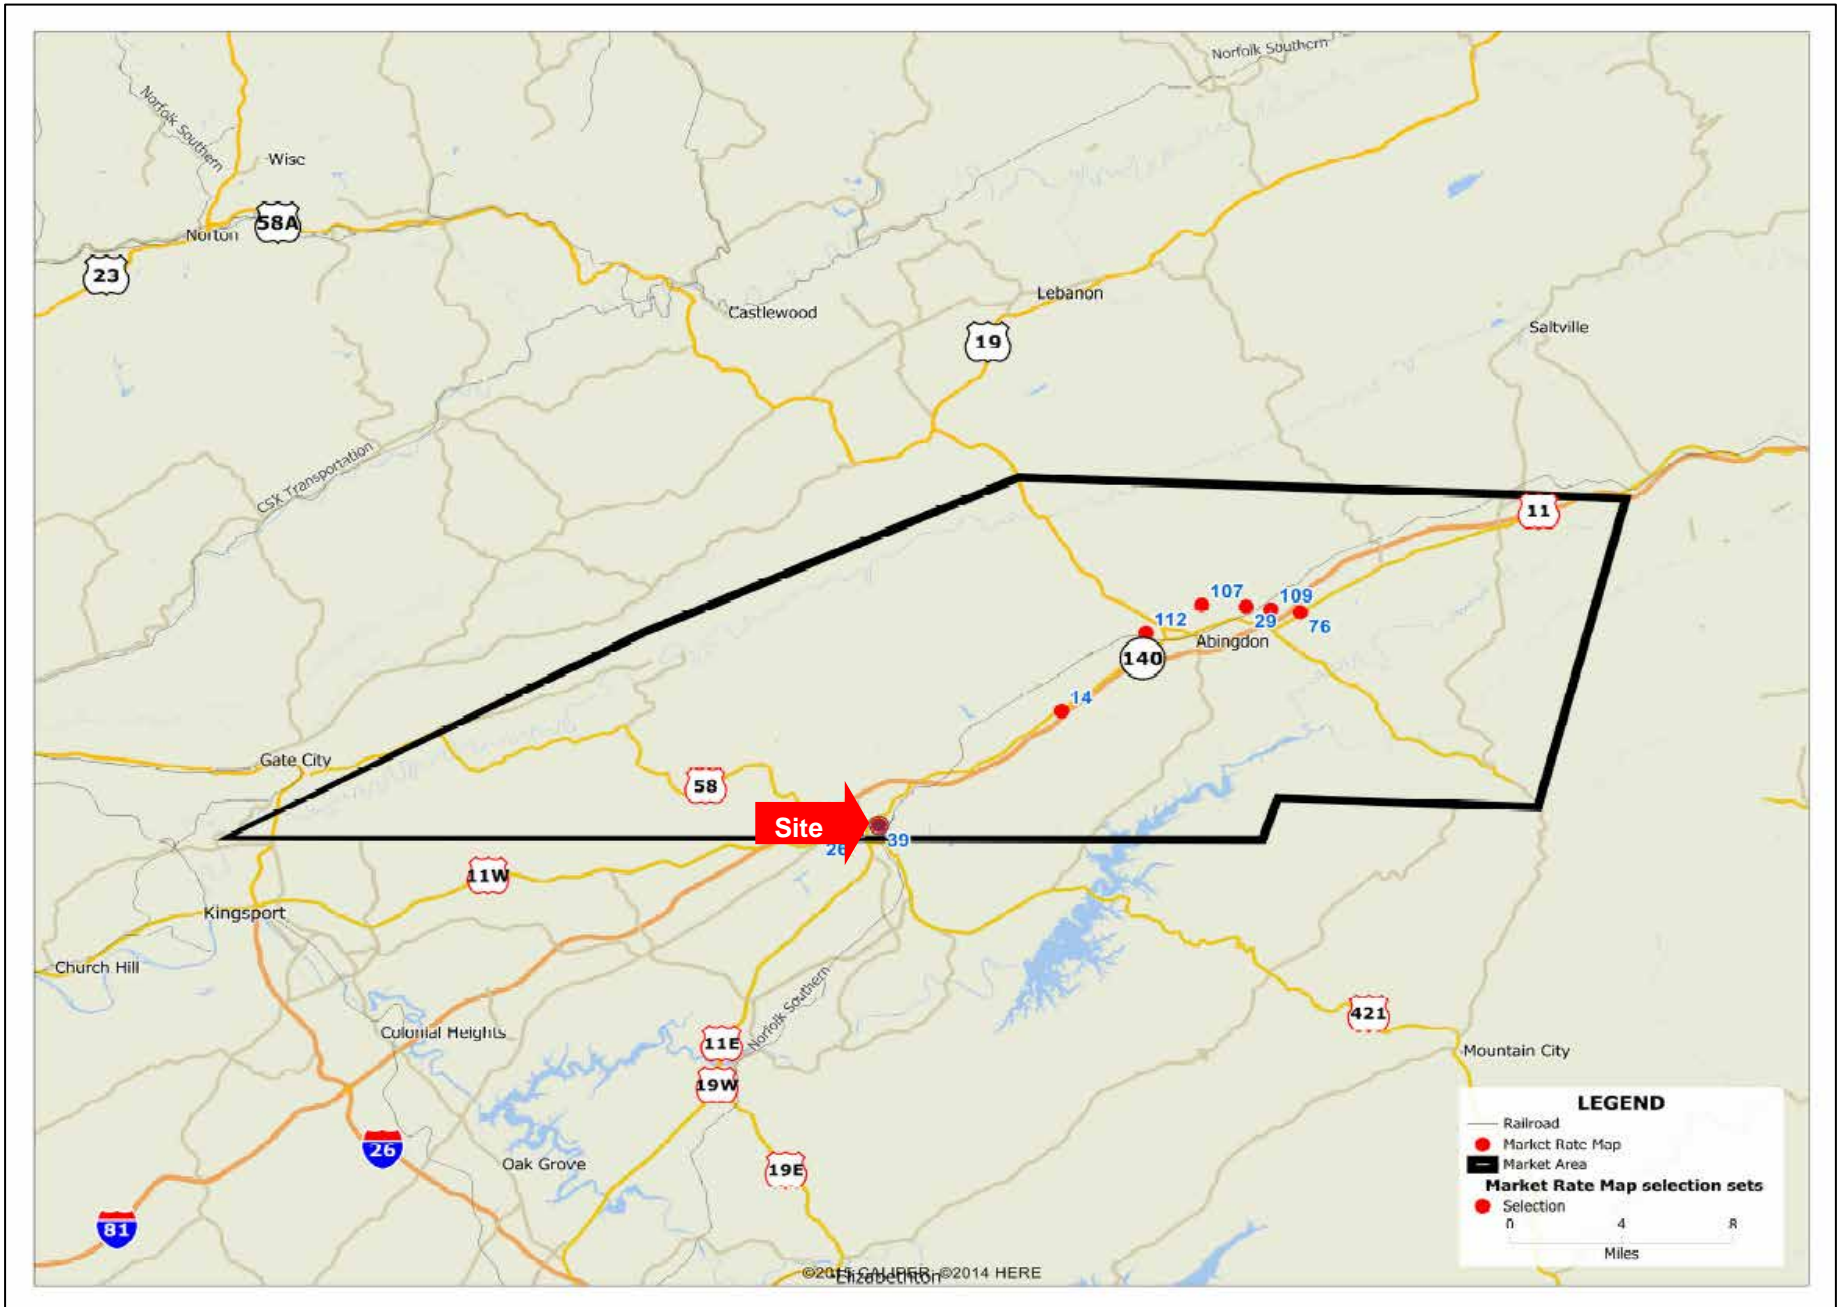 Norfolk Southern
Norfolk Southern
Wise
58A
Norton
23
Lebanon
Castlewood
Saltville
19
CSX Transportation
11
107
109
112
29
76
Abingdon
140
14
Gate City
58
Site
39
26
11W
Kingsport
Church Hill
Norfolk Southern
421
Colonial Heights
11E
Mountain City
19W
LEGEND
Railroad
Market Rate Map
Market Area
Market Rate Map selection sets
Selection
0 4 8
Miles
26
Oak Grove
19E
81
©2015 CALIPER; ©2014 HERE
Elizabethton